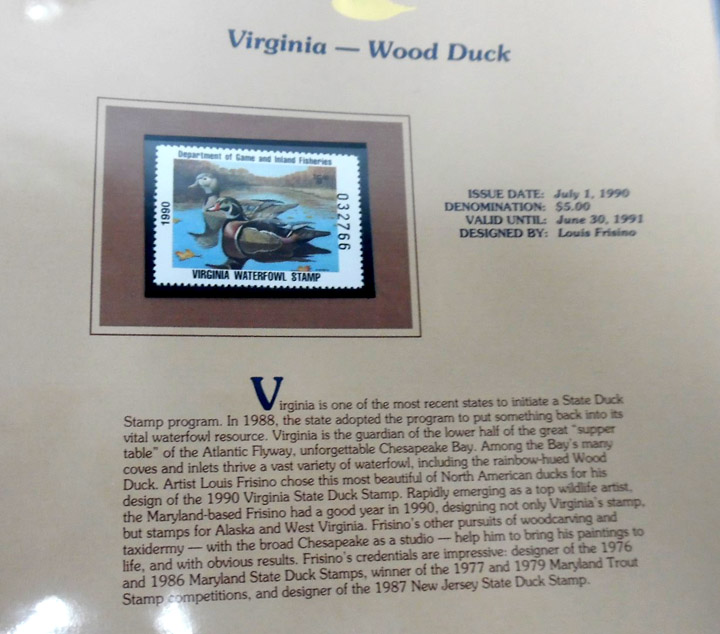 Virginia — Wood Duck
Department of Game and Inland Fisheries
1990
032766
VIRGINIA WATERFOWL STAMP
ISSUE DATE: July 1, 1990
DENOMINATION: $5.00
VALID UNTIL: June 30, 1991
DESIGNED BY: Louis Frisino
Virginia is one of the most recent states to initiate a State Duck
Stamp program. In 1988, the state adopted the program to put something back into its
vital waterfowl resource. Virginia is the guardian of the lower half of the great "supper
table" of the Atlantic Flyway, unforgettable Chesapeake Bay. Among the Bay's many
coves and inlets thrive a vast variety of waterfowl, including the rainbow-hued Wood
Duck. Artist Louis Frisino chose this most beautiful of North American ducks for his
design of the 1990 Virginia State Duck Stamp. Rapidly emerging as a top wildlife artist,
the Maryland-based Frisino had a good year in 1990, designing not only Virginia's stamp,
but stamps for Alaska and West Virginia. Frisino's other pursuits of woodcarving and
taxidermy — with the broad Chesapeake as a studio — help him to bring his paintings to
life, and with obvious results. Frisino's credentials are impressive: designer of the 1976
and 1986 Maryland State Duck Stamps, winner of the 1977 and 1979 Maryland Trout
Stamp competitions, and designer of the 1987 New Jersey State Duck Stamp.